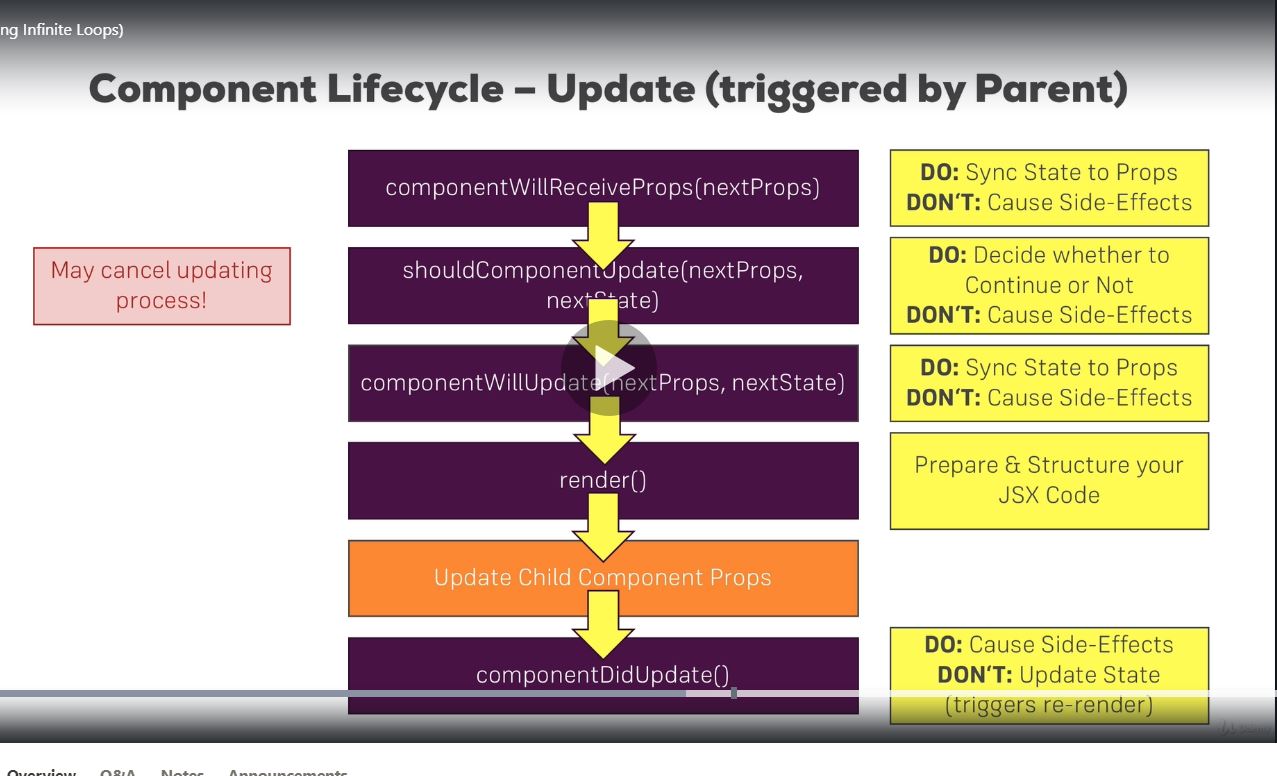 ng Infinite Loops)
Component Lifecycle – Update (triggered by Parent)
componentWillReceiveProps(nextProps)
DO: Sync State to Props
DON'T: Cause Side-Effects
May cancel updating
process!
shouldComponentUpdate(nextProps,
nextState)
DO: Decide whether to
Continue or Not
DON'T: Cause Side-Effects
componentWillUpdate(nextProps, nextState)
DO: Sync State to Props
DON'T: Cause Side-Effects
render()
Prepare & Structure your
JSX Code
Update Child Component Props
componentDidUpdate()
DO: Cause Side-Effects
DON'T: Update State
(triggers re-render)
Udemy
Overview Q&A Notes Announcements